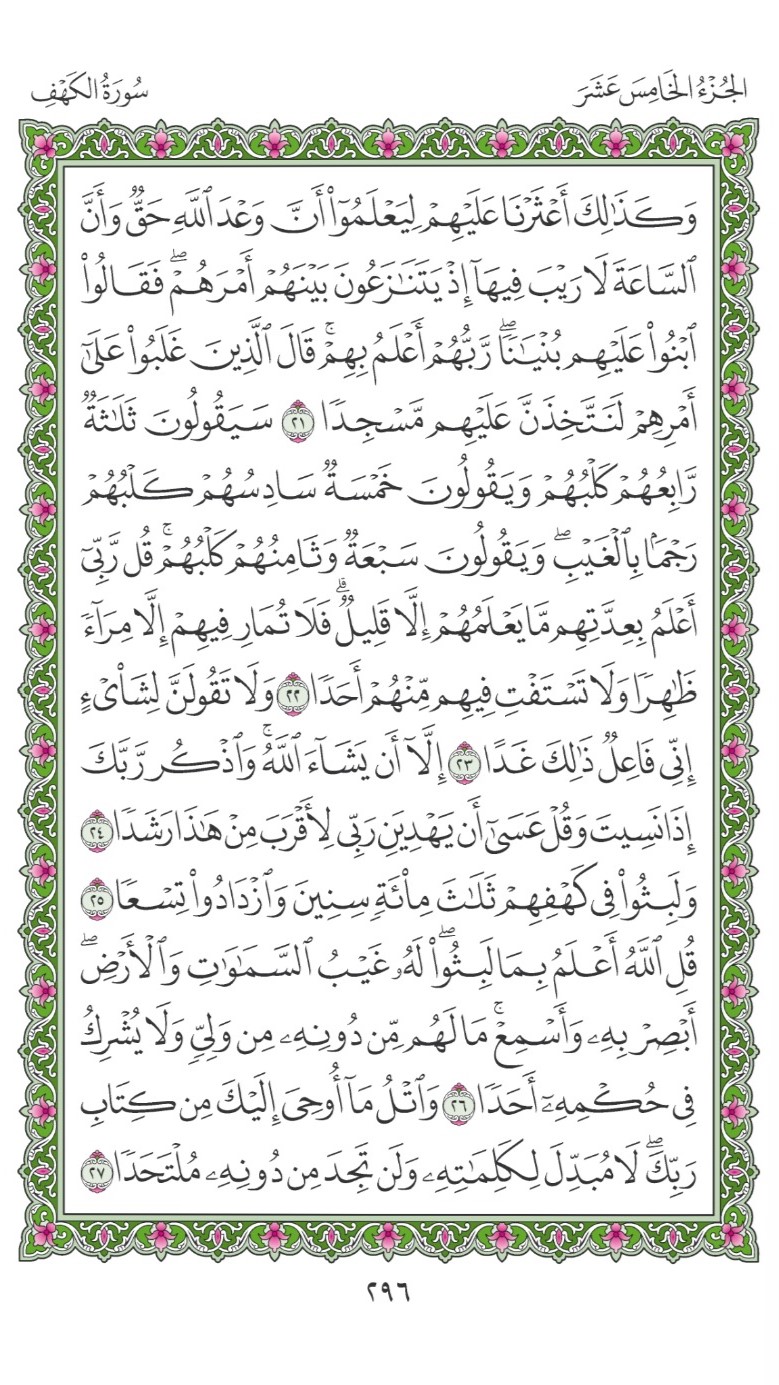 الجُزْءُ الخَامِسَ عَشَرَ
سُورَةُ الكَهْفِ
وَكَذَٰلِكَ أَعْثَرْنَا عَلَيْهِمْ لِيَعْلَمُوٓا۟ أَنَّ وَعْدَ ٱللَّهِ حَقٌّ وَأَنَّ
ٱلسَّاعَةَ لَا رَيْبَ فِيهَآ إِذْ يَتَنَٰزَعُونَ بَيْنَهُمْ أَمْرَهُمْ ۖ فَقَالُوا۟
ٱبْنُوا۟ عَلَيْهِم بُنْيَٰنًا ۖ رَّبُّهُمْ أَعْلَمُ بِهِمْ ۚ قَالَ ٱلَّذِينَ غَلَبُوا۟ عَلَىٰٓ
أَمْرِهِمْ لَنَتَّخِذَنَّ عَلَيْهِم مَّسْجِدًا ٢١ سَيَقُولُونَ ثَلَٰثَةٌ
رَّابِعُهُمْ كَلْبُهُمْ وَيَقُولُونَ خَمْسَةٌ سَادِسُهُمْ كَلْبُهُمْ
رَجْمًۢا بِٱلْغَيْبِ ۖ وَيَقُولُونَ سَبْعَةٌ وَثَامِنُهُمْ كَلْبُهُمْ ۚ قُل رَّبِّىٓ
أَعْلَمُ بِعِدَّتِهِم مَّا يَعْلَمُهُمْ إِلَّا قَلِيلٌ ۗ فَلَا تُمَارِ فِيهِمْ إِلَّا مِرَآءً
ظَٰهِرًا وَلَا تَسْتَفْتِ فِيهِم مِّنْهُمْ أَحَدًا ٢٢ وَلَا تَقُولَنَّ لِشَا۟ىْءٍ
إِنِّى فَاعِلٌ ذَٰلِكَ غَدًا ٢٣ إِلَّآ أَن يَشَآءَ ٱللَّهُ ۚ وَٱذْكُر رَّبَّكَ
إِذَا نَسِيتَ وَقُلْ عَسَىٰٓ أَن يَهْدِيَنِ رَبِّى لِأَقْرَبَ مِنْ هَٰذَا رَشَدًا ٢٤
وَلَبِثُوا۟ فِى كَهْفِهِمْ ثَلَٰثَ مِا۟ئَةٍ سِنِينَ وَٱزْدَادُوا۟ تِسْعًا ٢٥
قُلِ ٱللَّهُ أَعْلَمُ بِمَا لَبِثُوا۟ ۖ لَهُۥ غَيْبُ ٱلسَّمَٰوَٰتِ وَٱلْأَرْضِ ۖ
أَبْصِرْ بِهِۦ وَأَسْمِعْ ۚ مَا لَهُم مِّن دُونِهِۦ مِن وَلِىٍّ وَلَا يُشْرِكُ
فِى حُكْمِهِۦٓ أَحَدًا ٢٦ وَٱتْلُ مَآ أُوحِىَ إِلَيْكَ مِن كِتَابِ
رَبِّكَ ۖ لَا مُبَدِّلَ لِكَلِمَٰتِهِۦ وَلَن تَجِدَ مِن دُونِهِۦ مُلْتَحَدًا ٢٧
٢٩٦